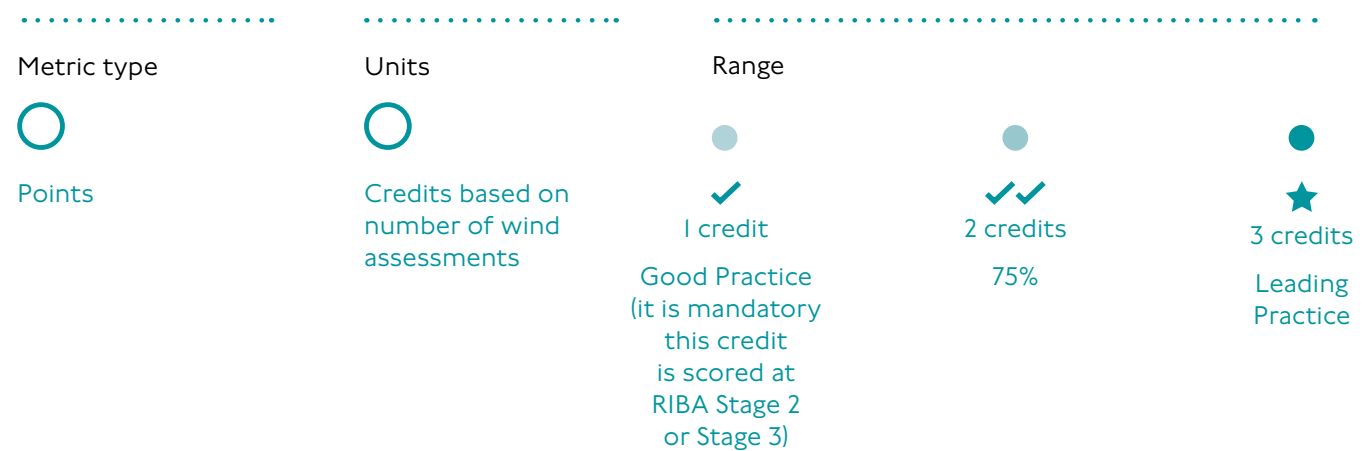 Metric type
Points
Units
Credits based on
number of wind
assessments
Range
1 credit
Good Practice
(it is mandatory
this credit
is scored at
RIBA Stage 2
or Stage 3)
2 credits
75%
3 credits
Leading
Practice